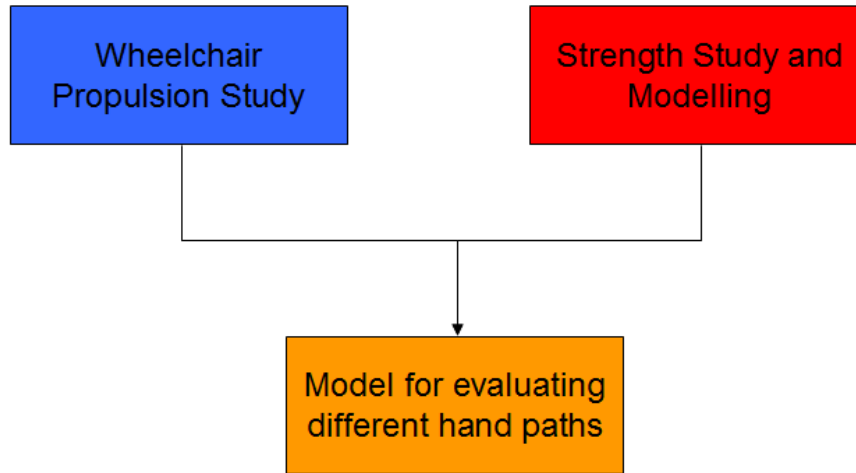 Wheelchair
Propulsion Study
Strength Study and
Modelling
Model for evaluating
different hand paths